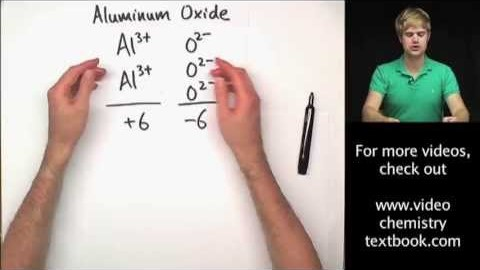 Aluminum Oxide
Al³⁺ O²⁻
O²⁻
Al³⁺ O²⁻
+6 -6
For more videos,
check out
www.video
chemistry
textbook.com